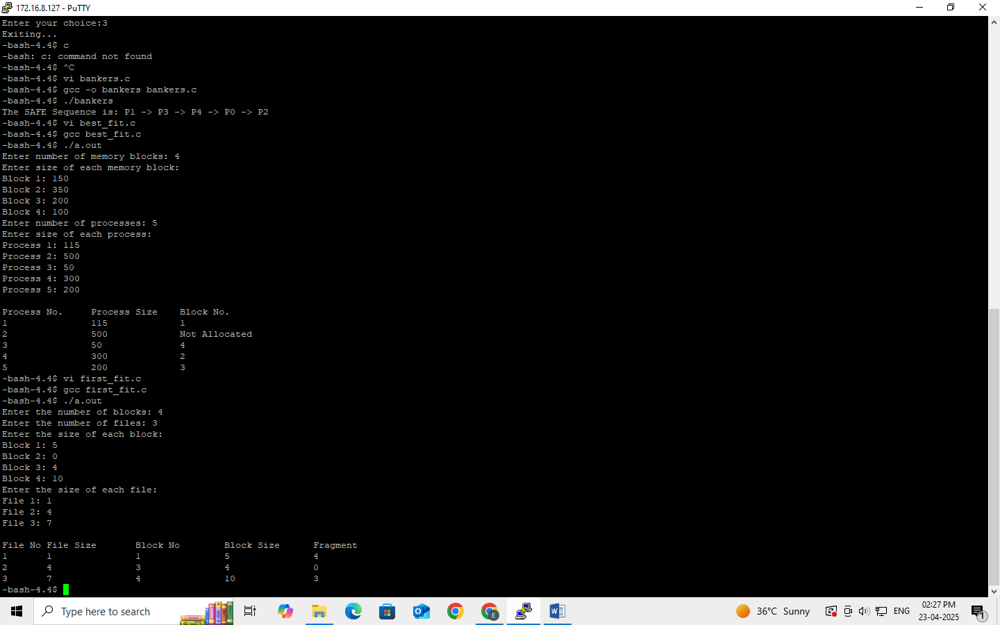 172.16.8.127 - PuTTY
Enter your choice:3
Exiting...
-bash-4.4$ c
-bash: c: command not found
-bash-4.4$ ^C
-bash-4.4$ vi bankers.c
-bash-4.4$ gcc -o bankers bankers.c
-bash-4.4$ ./bankers
The SAFE Sequence is: P1 -> P3 -> P4 -> P0 -> P2
-bash-4.4$ vi best_fit.c
-bash-4.4$ gcc best_fit.c
-bash-4.4$ ./a.out
Enter number of memory blocks: 4
Enter size of each memory block:
Block 1: 150
Block 2: 350
Block 3: 200
Block 4: 100
Enter number of processes: 5
Enter size of each process:
Process 1: 115
Process 2: 500
Process 3: 50
Process 4: 300
Process 5: 200
Process No. Process Size Block No.
1 115 1
2 500 Not Allocated
3 50 4
4 300 2
5 200 3
-bash-4.4$ vi first_fit.c
-bash-4.4$ gcc first_fit.c
-bash-4.4$ ./a.out
Enter the number of blocks: 4
Enter the number of files: 3
Enter the size of each block:
Block 1: 5
Block 2: 0
Block 3: 4
Block 4: 10
Enter the size of each file:
File 1: 1
File 2: 4
File 3: 7
File No File Size Block No Block Size Fragment
1 1 1 5 4
2 4 3 4 0
3 7 4 10 3
-bash-4.4$
Type here to search
E
36°C Sunny
ENG
02:27 PM
23-04-2025
1